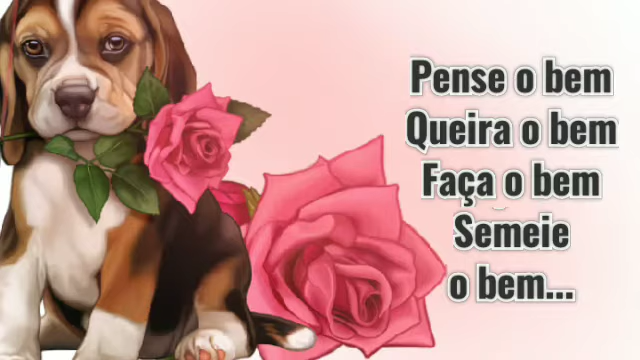 Pense o bem
Queira o bem
Faça o bem
Semeie
o bem...